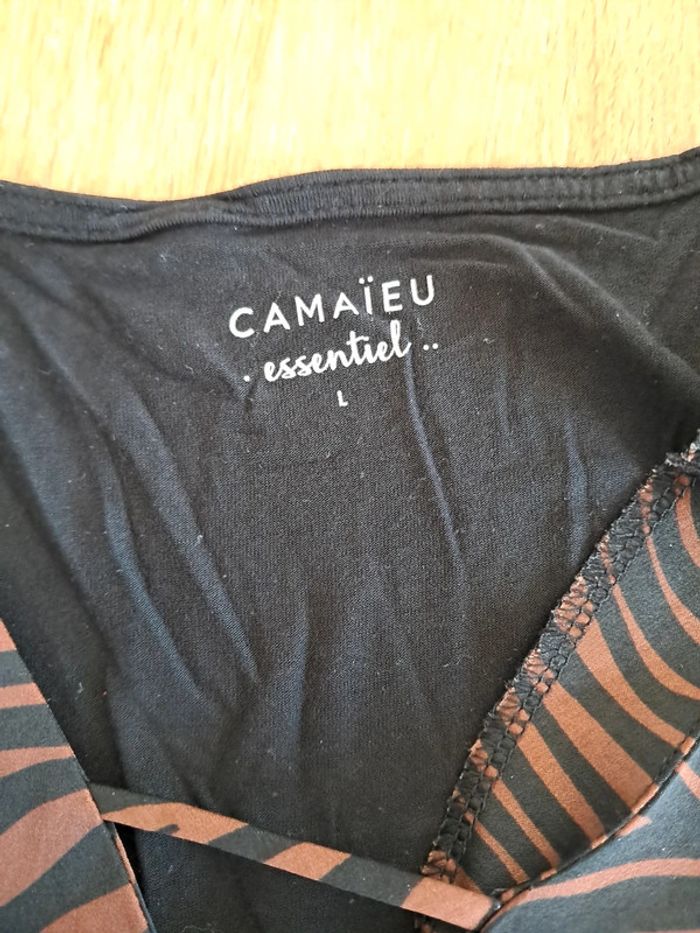 CAMAÏEU
. essentiel ..
L